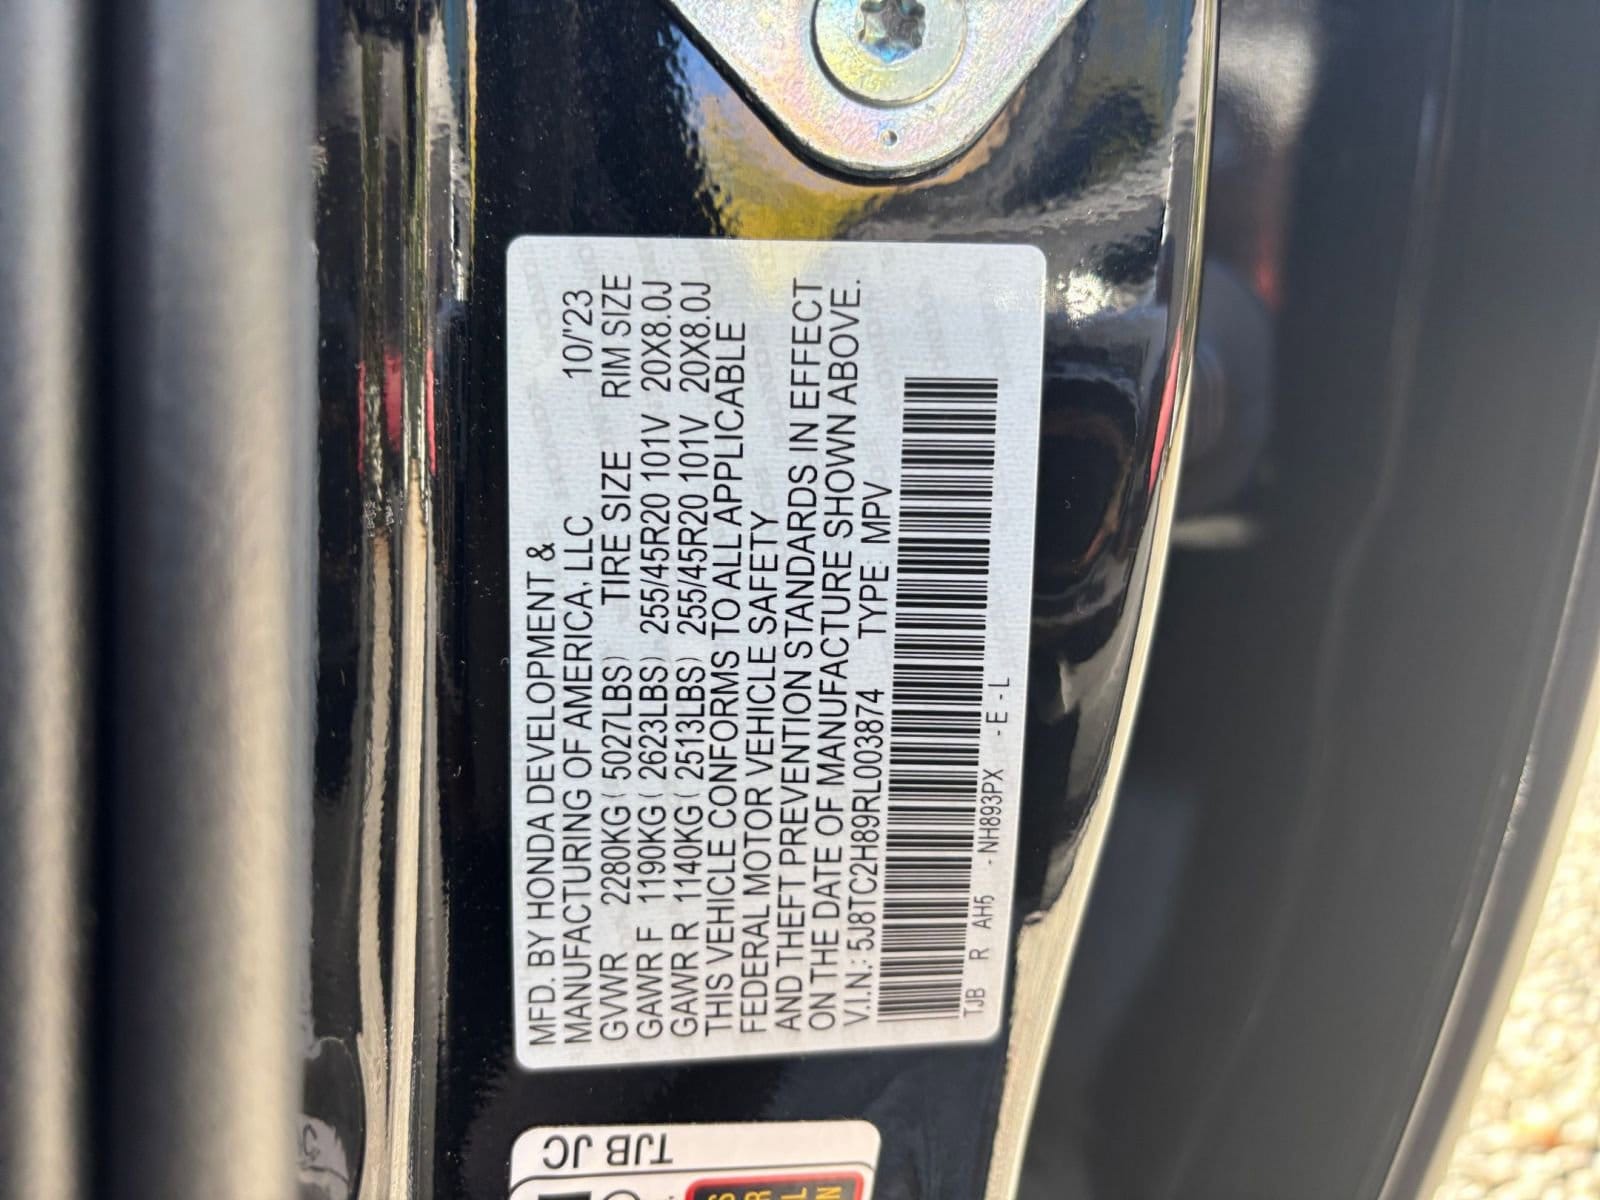 MFD. BY HONDA DEVELOPMENT &
MANUFACTURING OF AMERICA, LLC 10/"23
GVWR 2280KG ( 5027LBS) TIRE SIZE RIM SIZE
GAWR F 1190KG ( 2623LBS) 255/45R20 101V 20X8.0J
GAWR R 1140KG ( 2513LBS) 255/45R20 101V 20X8.0J
THIS VEHICLE CONFORMS TO ALL APPLICABLE
FEDERAL MOTOR VEHICLE SAFETY
AND THEFT PREVENTION STANDARDS IN EFFECT
ON THE DATE OF MANUFACTURE SHOWN ABOVE.
V.I.N.: 5J8TC2H89RL003874 TYPE: MPV
TJB R AH5 - NH893PX - E - L
TJB JC